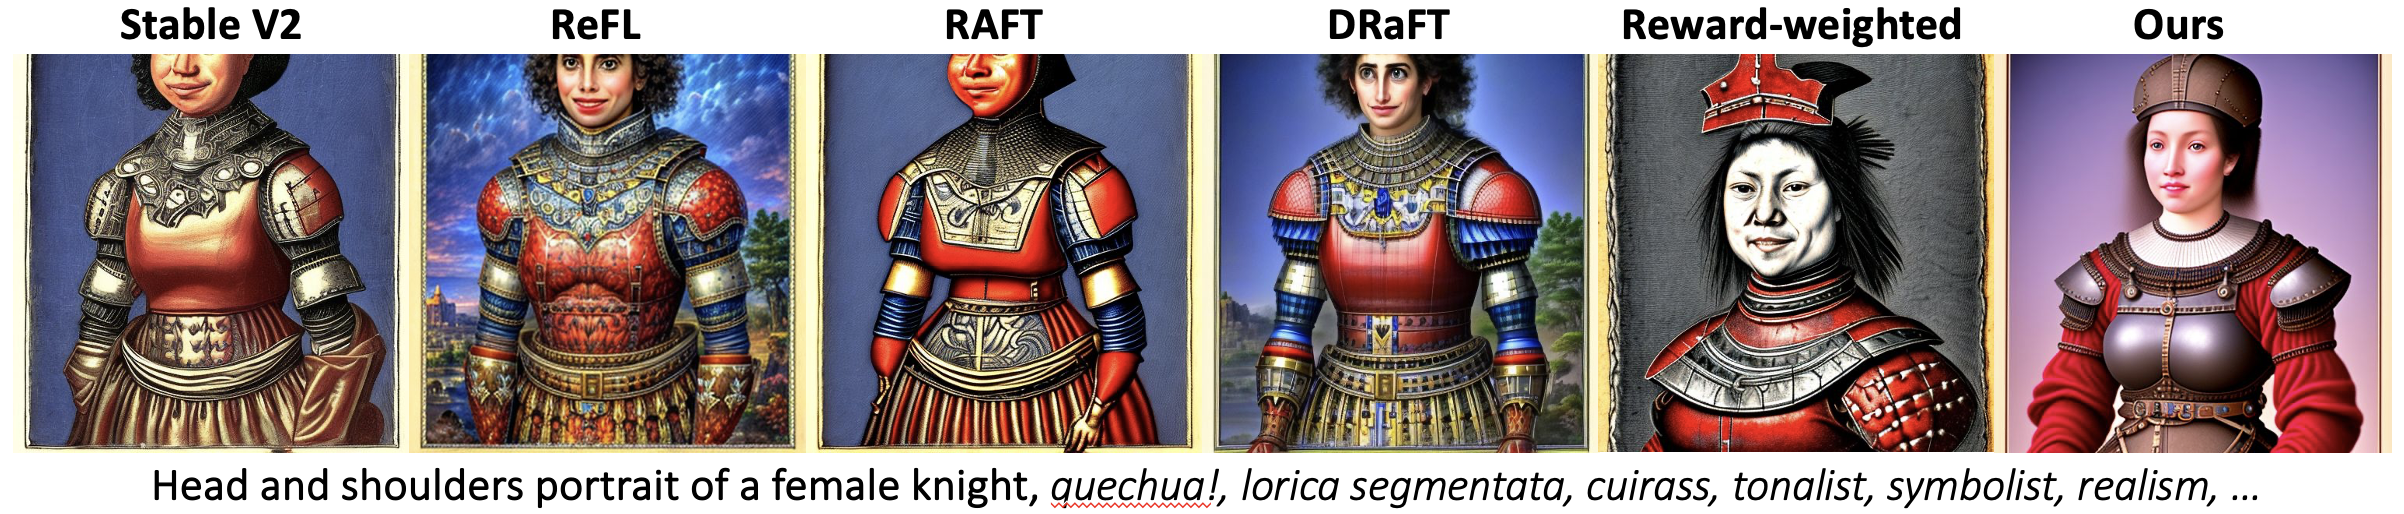 Stable V2 ReFL RAFT DRaFT Reward-weighted Ours
Head and shoulders portrait of a female knight, quechua!, lorica segmentata, cuirass, tonalist, symbolist, realism, ...